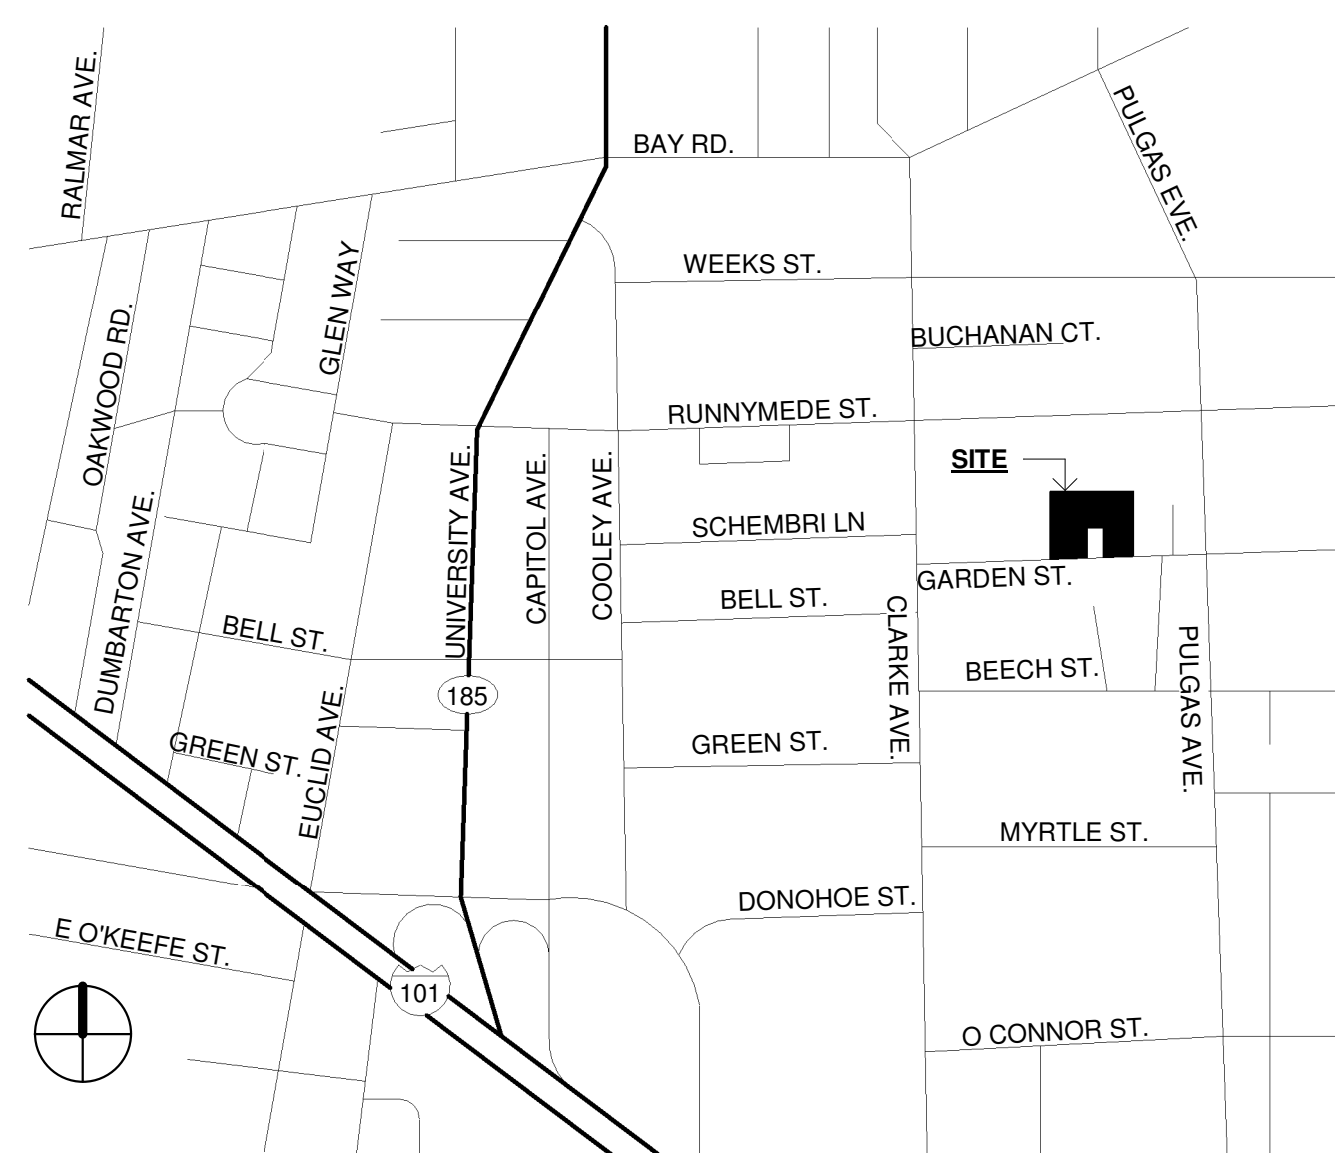 RALMAR AVE.
BAY RD.
PULGAS EVE.
WEEKS ST.
GLEN WAY
OAKWOOD RD.
BUCHANAN CT.
RUNNYMEDE ST.
SITE
UNIVERSITY AVE.
CAPITOL AVE.
COOLEY AVE.
DUMBARTON AVE.
SCHEMBRI LN
GARDEN ST.
BELL ST.
BELL ST.
CLARKE AVE.
PULGAS AVE.
BEECH ST.
185
EUCLID AVE.
GREEN ST.
GREEN ST.
MYRTLE ST.
DONOHOE ST.
E O'KEEFE ST.
101
O CONNOR ST.